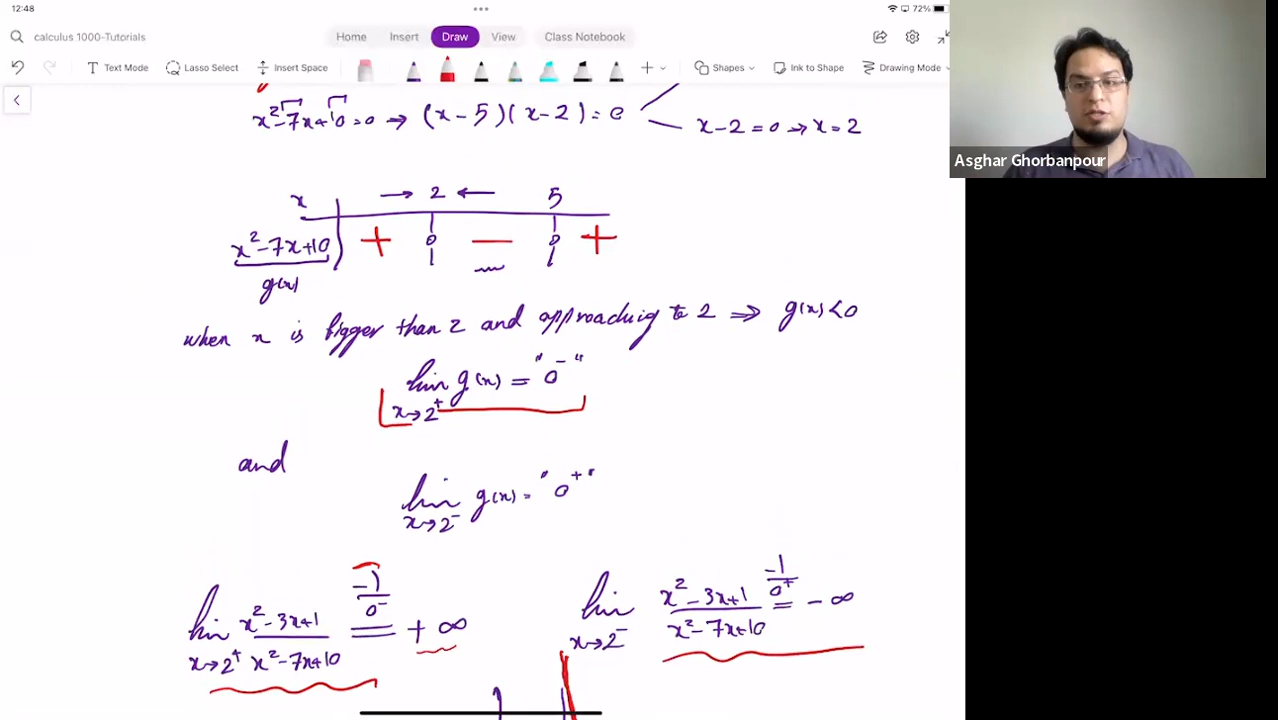 12:48
72%
calculus 1000-Tutorials
Home Insert Draw View Class Notebook
Text Mode Lasso Select Insert Space Shapes Ink to Shape Drawing Mode
x²-7x+10=0 → (x-5)(x-2)=0
x-2=0 → x=2
x → 2 ← 5
x²-7x+10 + 0 − 0 +
g(x)
when x is bigger than 2 and approaching to 2 ⇒ g(x)<0
lim g(x) = "0⁻"
x→2⁺
and
lim g(x) = "0⁺"
x→2⁻
lim x→2⁺ (x²-3x+1)/(x²-7x+10) =(-1/0⁻) +∞
lim x→2⁻ (x²-3x+1)/(x²-7x+10) =(-1/0⁺) -∞
Asghar Ghorbanpour